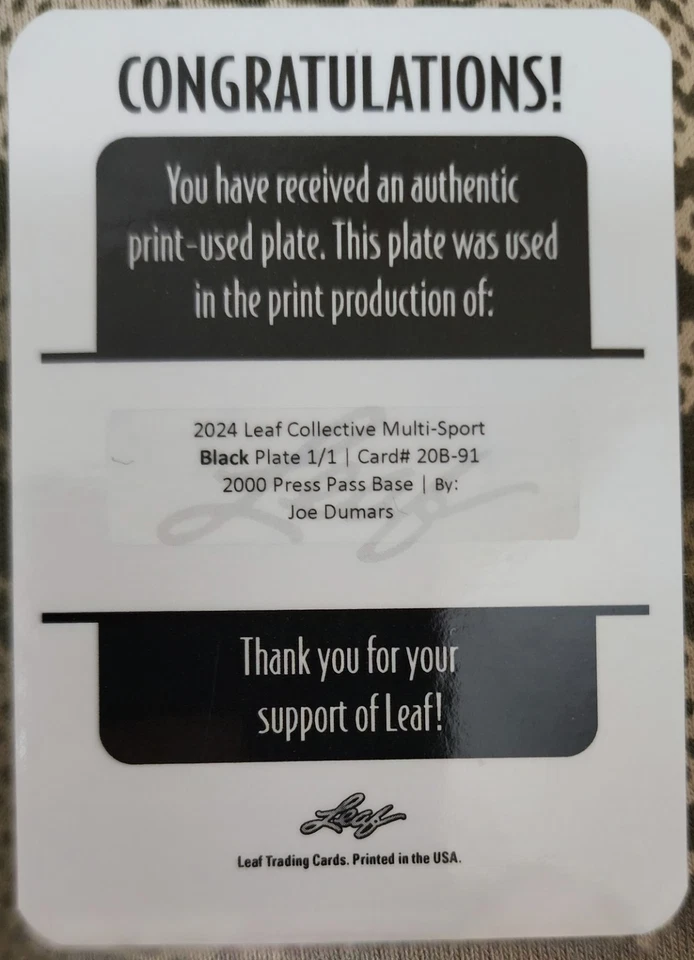 CONGRATULATIONS!
You have received an authentic
print-used plate. This plate was used
in the print production of:
2024 Leaf Collective Multi-Sport
Black Plate 1/1 | Card# 20B-91
2000 Press Pass Base | By:
Joe Dumars
Leaf
Thank you for your
support of Leaf!
Leaf
Leaf Trading Cards. Printed in the USA.